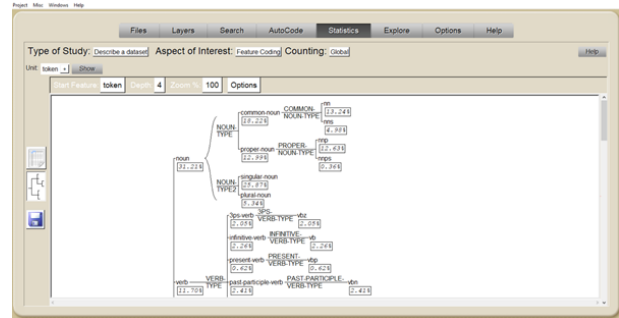 Project Misc Windows Help
Files Layers Search AutoCode Statistics Explore Options Help
Type of Study: Describe a dataset Aspect of Interest: Feature Coding Counting: Global Help
Unit: token Show
Start Feature: token Depth: 4 Zoom %: 100 Options
nn
common-noun COMMON-NOUN-TYPE 13.24%
18.22% nns
NOUN-TYPE 4.98%
nnp
proper-noun PROPER-NOUN-TYPE 12.63%
noun 12.99% nnps
31.21% 0.36%
singular-noun
NOUN-TYPE2 25.87%
plural-noun
5.34%
3ps-verb 3PS-VERB-TYPE vbz
2.05% 2.05%
infinitive-verb INFINITIVE-VERB-TYPE vb
2.26% 2.26%
present-verb PRESENT-VERB-TYPE vbp
0.62% 0.62%
verb VERB-TYPE past-participle-verb PAST-PARTICIPLE-VERB-TYPE vbn
11.70% 2.41% 2.41%